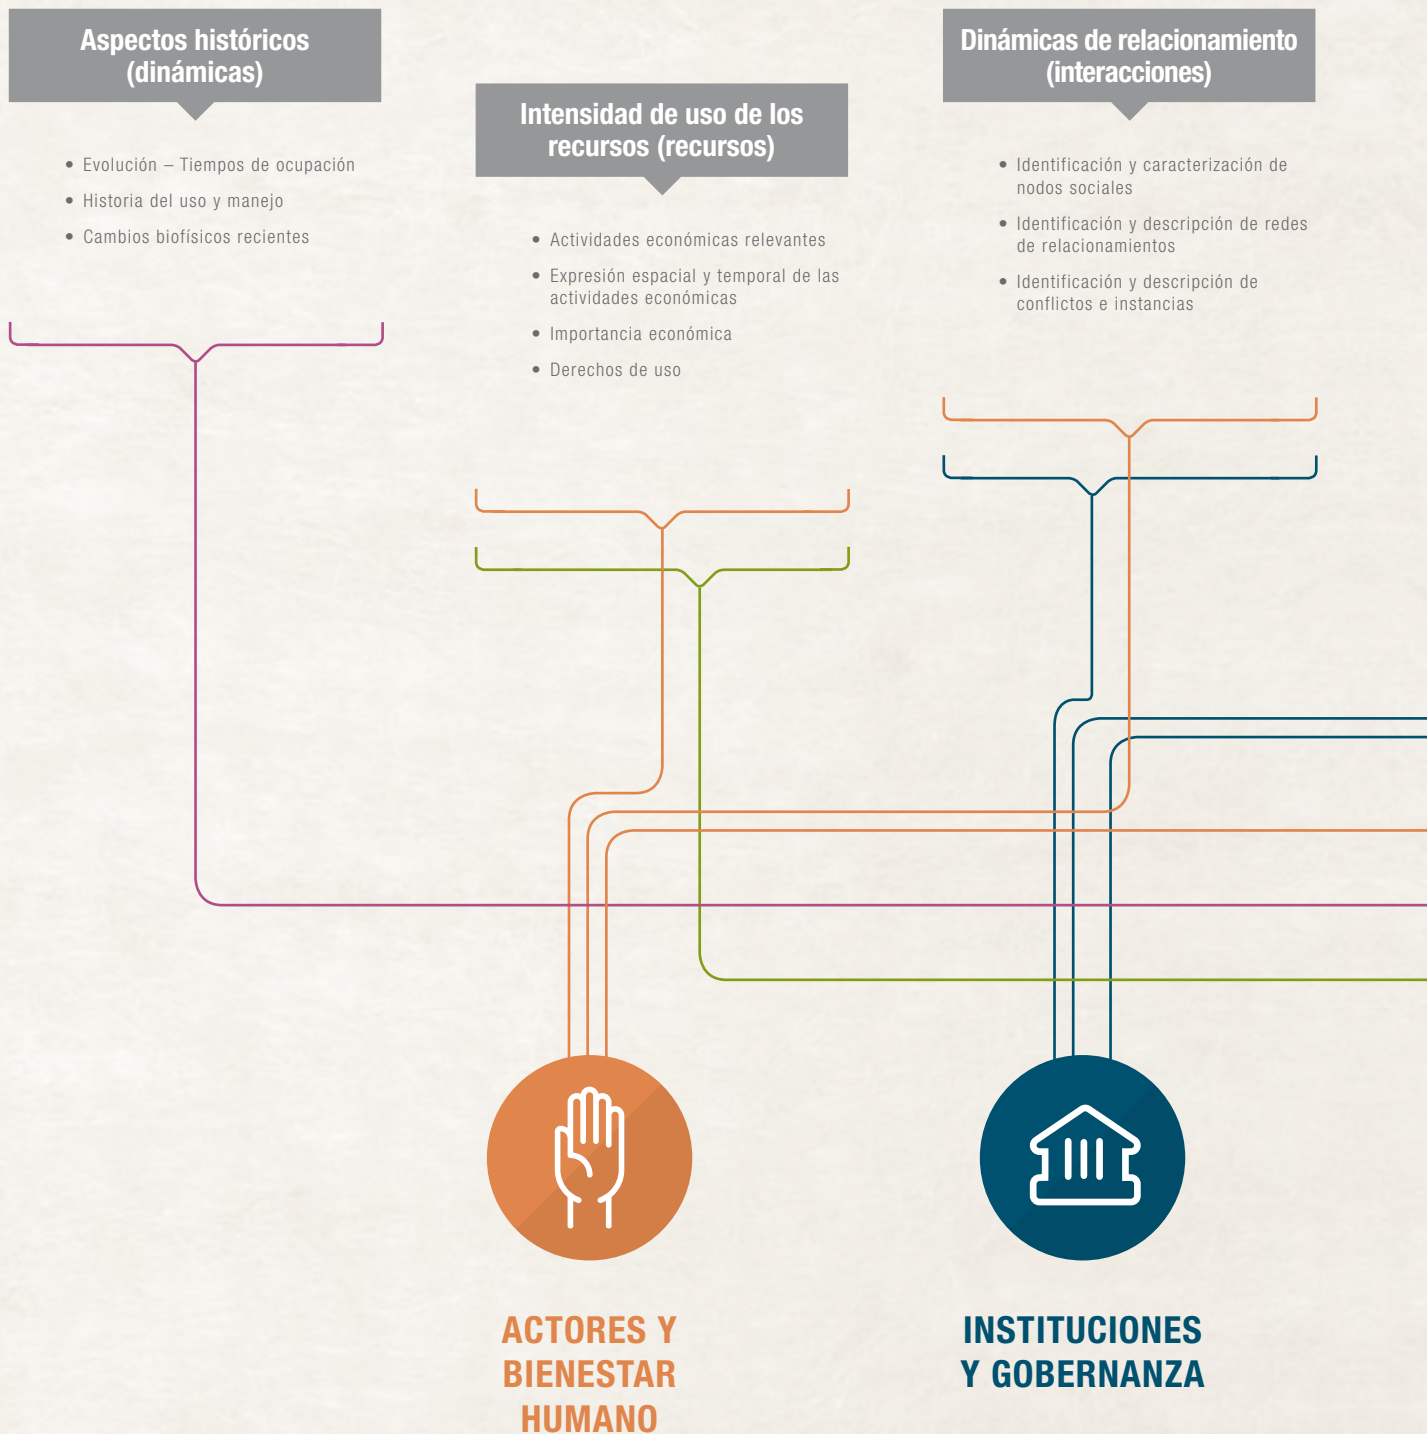 Aspectos históricos
(dinámicas)
• Evolución – Tiempos de ocupación
• Historia del uso y manejo
• Cambios biofísicos recientes
Intensidad de uso de los
recursos (recursos)
• Actividades económicas relevantes
• Expresión espacial y temporal de las
actividades económicas
• Importancia económica
• Derechos de uso
Dinámicas de relacionamiento
(interacciones)
• Identificación y caracterización de
nodos sociales
• Identificación y descripción de redes
de relacionamientos
• Identificación y descripción de
conflictos e instancias
ACTORES Y
BIENESTAR
HUMANO
INSTITUCIONES
Y GOBERNANZA